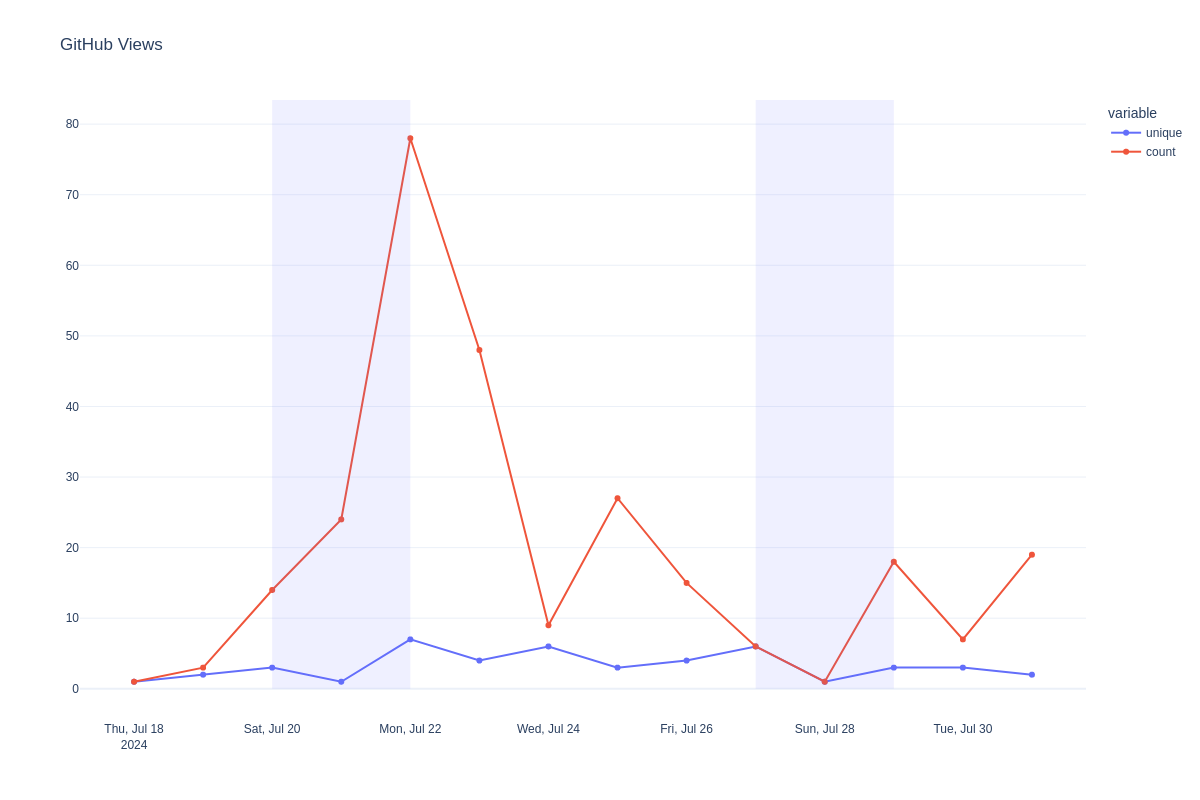 GitHub Views
variable
unique
count
80
70
60
50
40
30
20
10
0
Thu, Jul 18
2024
Sat, Jul 20
Mon, Jul 22
Wed, Jul 24
Fri, Jul 26
Sun, Jul 28
Tue, Jul 30